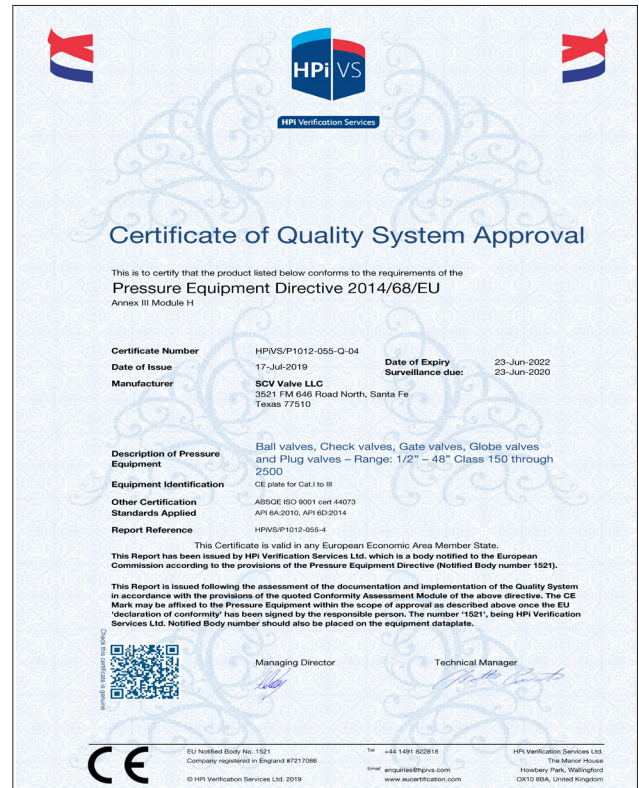 HPi VS
HPi Verification Services
Certificate of Quality System Approval
This is to certify that the product listed below conforms to the requirements of the
Pressure Equipment Directive 2014/68/EU
Annex III Module H
Certificate Number HPiVS/P1012-055-Q-04
Date of Issue 17-Jul-2019
Date of Expiry 23-Jun-2022
Surveillance due: 23-Jun-2020
Manufacturer SCV Valve LLC
3521 FM 646 Road North, Santa Fe
Texas 77510
Description of Pressure Equipment
Ball valves, Check valves, Gate valves, Globe valves
and Plug valves – Range: 1/2” – 48” Class 150 through
2500
Equipment Identification CE plate for Cat.I to III
Other Certification ABSQE ISO 9001 cert 44073
Standards Applied API 6A:2010, API 6D:2014
Report Reference HPiVS/P1012-055-4
This Certificate is valid in any European Economic Area Member State.
This Report has been issued by HPi Verification Services Ltd. which is a body notified to the European
Commission according to the provisions of the Pressure Equipment Directive (Notified Body number 1521).
This Report is issued following the assessment of the documentation and implementation of the Quality System
in accordance with the provisions of the quoted Conformity Assessment Module of the above directive. The CE
Mark may be affixed to the Pressure Equipment within the scope of approval as described above once the EU
'declaration of conformity' has been signed by the responsible person. The number '1521', being HPi Verification
Services Ltd. Notified Body number should also be placed on the equipment dataplate.
Check this certificate is genuine
Managing Director
Technical Manager
CE
EU Notified Body No. 1521
Company registered in England #7217086
© HPi Verification Services Ltd. 2019
Tel +44 1491 822818
Email enquiries@hpivs.com
www.eucertification.com
HPi Verification Services Ltd.
The Manor House
Howbery Park, Wallingford
OX10 8BA, United Kingdom